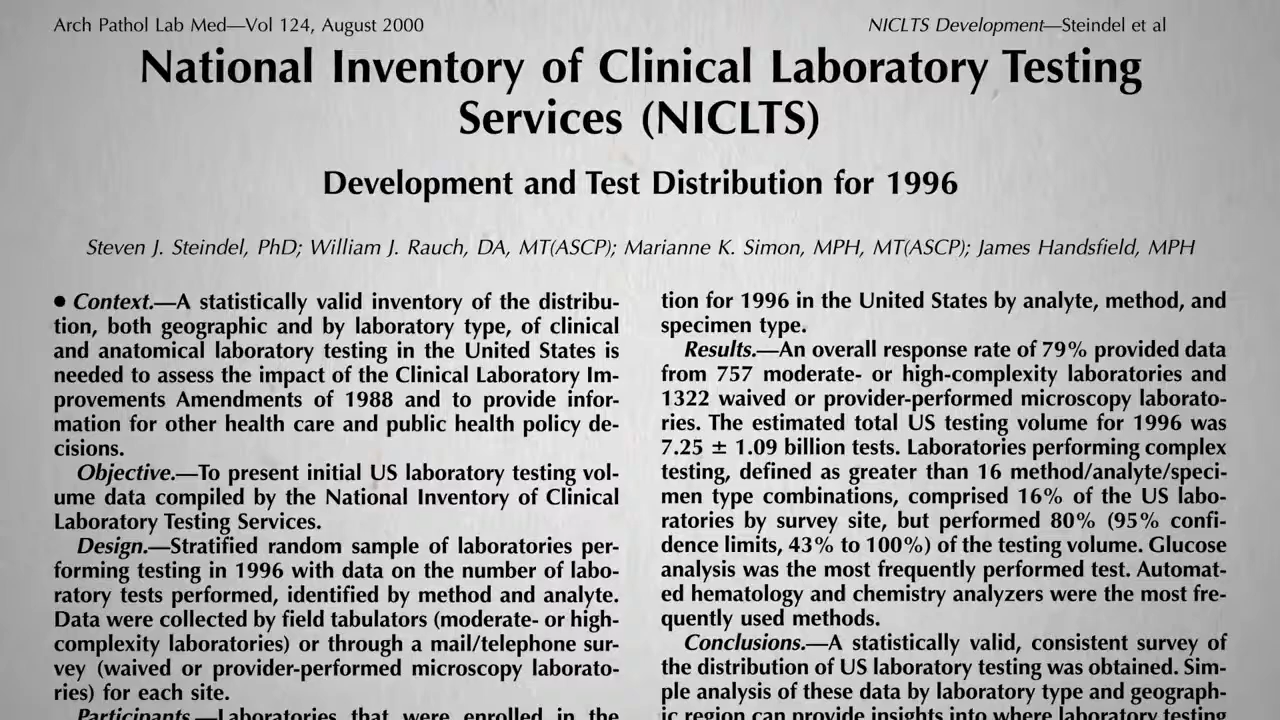 Arch Pathol Lab Med—Vol 124, August 2000
NICLTS Development—Steindel et al
National Inventory of Clinical Laboratory Testing
Services (NICLTS)
Development and Test Distribution for 1996
Steven J. Steindel, PhD; William J. Rauch, DA, MT(ASCP); Marianne K. Simon, MPH, MT(ASCP); James Handsfield, MPH
● Context.—A statistically valid inventory of the distribu-
tion, both geographic and by laboratory type, of clinical
and anatomical laboratory testing in the United States is
needed to assess the impact of the Clinical Laboratory Im-
provements Amendments of 1988 and to provide infor-
mation for other health care and public health policy de-
cisions.
Objective.—To present initial US laboratory testing vol-
ume data compiled by the National Inventory of Clinical
Laboratory Testing Services.
Design.—Stratified random sample of laboratories per-
forming testing in 1996 with data on the number of labo-
ratory tests performed, identified by method and analyte.
Data were collected by field tabulators (moderate- or high-
complexity laboratories) or through a mail/telephone sur-
vey (waived or provider-performed microscopy laborato-
ries) for each site.
Participants.—Laboratories that were enrolled in the
tion for 1996 in the United States by analyte, method, and
specimen type.
Results.—An overall response rate of 79% provided data
from 757 moderate- or high-complexity laboratories and
1322 waived or provider-performed microscopy laborato-
ries. The estimated total US testing volume for 1996 was
7.25 ± 1.09 billion tests. Laboratories performing complex
testing, defined as greater than 16 method/analyte/speci-
men type combinations, comprised 16% of the US labo-
ratories by survey site, but performed 80% (95% confi-
dence limits, 43% to 100%) of the testing volume. Glucose
analysis was the most frequently performed test. Automat-
ed hematology and chemistry analyzers were the most fre-
quently used methods.
Conclusions.—A statistically valid, consistent survey of
the distribution of US laboratory testing was obtained. Sim-
ple analysis of these data by laboratory type and geograph-
ic region can provide insights into where laboratory testing